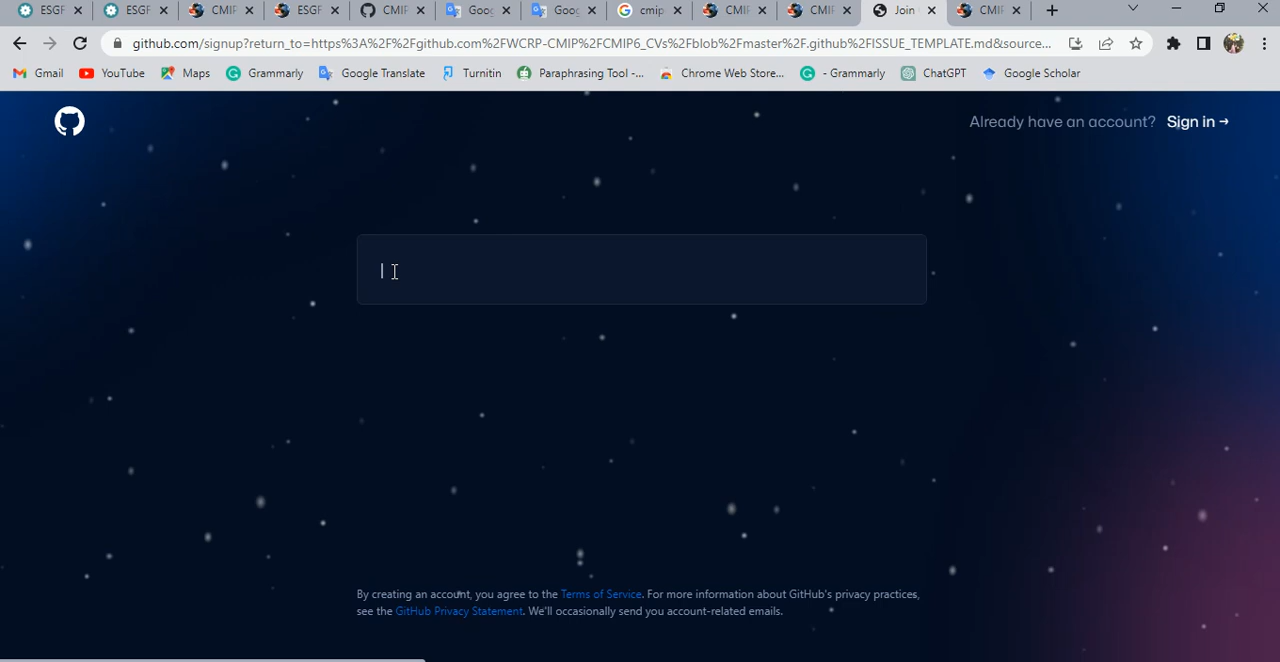 ESGF CMIP ESGF CMIP Goog Goog cmip CMIP CMIP Join CMIP
github.com/signup?return_to=https%3A%2F%2Fgithub.com%2FWCRP-CMIP%2FCMIP6_CVs%2Fblob%2Fmaster%2F.github%2FISSUE_TEMPLATE.md&source...
Gmail YouTube Maps Grammarly Google Translate Turnitin Paraphrasing Tool -... Chrome Web Store... - Grammarly ChatGPT Google Scholar
Already have an account? Sign in →
By creating an account, you agree to the Terms of Service. For more information about GitHub's privacy practices,
see the GitHub Privacy Statement. We'll occasionally send you account-related emails.